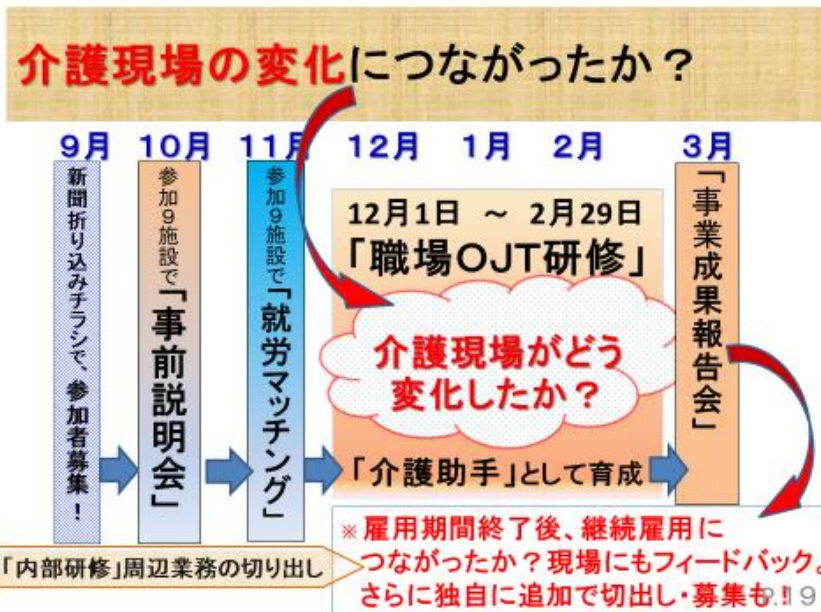 介護現場の変化につながったか？
9月 10月 11月 12月 1月 2月 3月
新聞折り込みチラシで、参加者募集！
参加9施設で「事前説明会」
参加9施設で「就労マッチング」
12月1日 ～ 2月29日
「職場OJT研修」
介護現場がどう
変化したか？
「介護助手」として育成
「事業成果報告会」
「内部研修」周辺業務の切り出し
※ 雇用期間終了後、継続雇用に
つながったか？現場にもフィードバック。
さらに独自に追加で切出し・募集も！
P.19